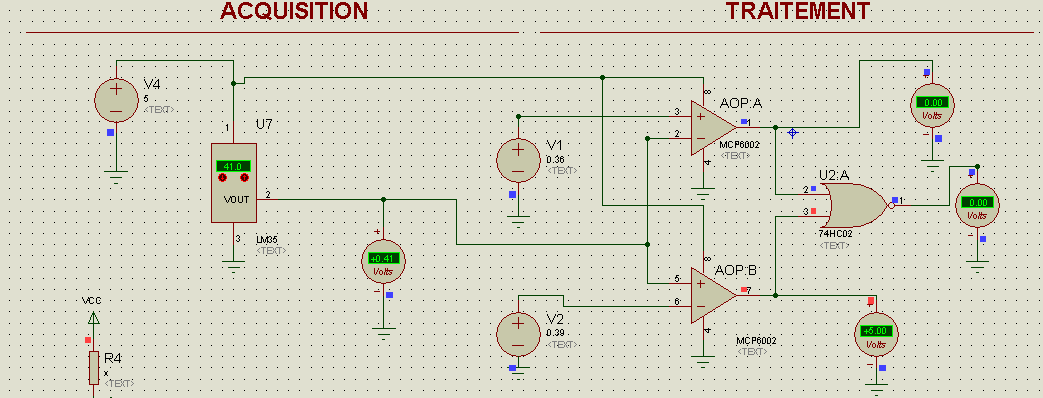 ACQUISITION
TRAITEMENT
V4
5
<TEXT>
1
U7
41.0
VOUT
2
3
LM35
<TEXT>
+
+0.41
Volts
VCC
R4
x
<TEXT>
V1
0.36
<TEXT>
V2
0.39
<TEXT>
3
2
8
4
1
AOP:A
MCP6002
<TEXT>
5
6
8
4
7
AOP:B
MCP6002
<TEXT>
U2:A
2
3
1
74HC02
<TEXT>
0.00
Volts
0.00
Volts
+5.00
Volts